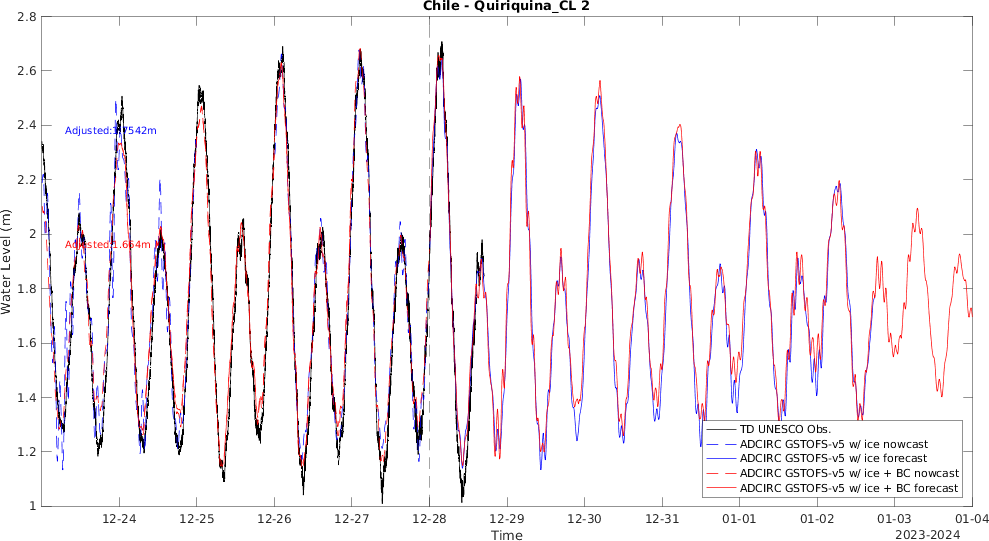 Chile - Quiriquina_CL 2
2.8
2.6
2.4
2.2
2
1.8
1.6
1.4
1.2
1
Water Level (m)
Adjusted:1.7542m
Adjusted:1.664m
TD UNESCO Obs.
ADCIRC GSTOFS-v5 w/ ice nowcast
ADCIRC GSTOFS-v5 w/ ice forecast
ADCIRC GSTOFS-v5 w/ ice + BC nowcast
ADCIRC GSTOFS-v5 w/ ice + BC forecast
12-24 12-25 12-26 12-27 12-28 12-29 12-30 12-31 01-01 01-02 01-03 01-04
Time
2023-2024